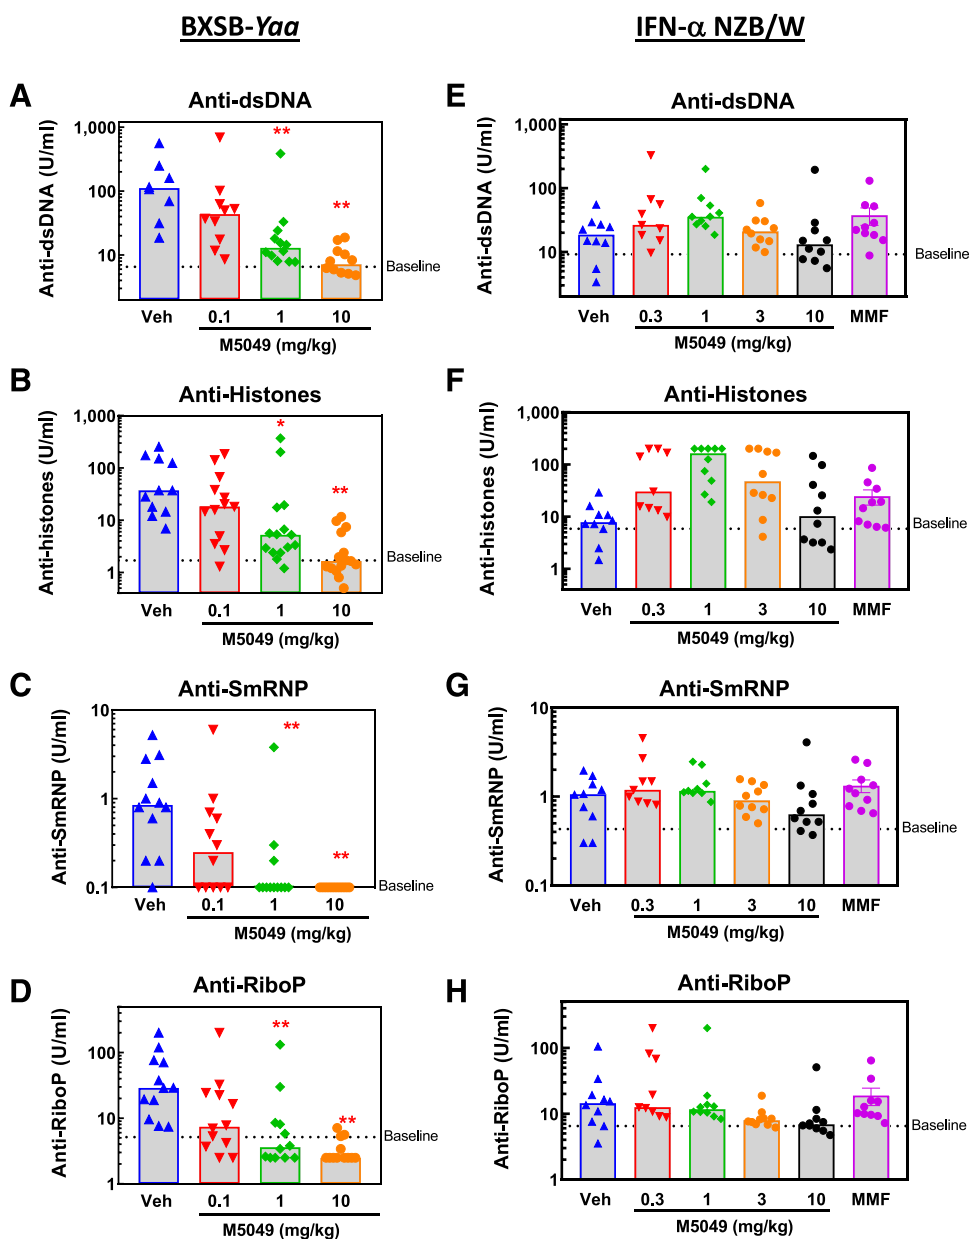 BXSB-Yaa
IFN-α NZB/W
A
Anti-dsDNA
Anti-dsDNA (U/ml)
1,000
100
10
**
**
Baseline
Veh 0.1 1 10
M5049 (mg/kg)
E
Anti-dsDNA
Anti-dsDNA (U/ml)
1,000
100
10
Baseline
Veh 0.3 1 3 10 MMF
M5049 (mg/kg)
B
Anti-Histones
Anti-histones (U/ml)
1,000
100
10
1
*
**
Baseline
Veh 0.1 1 10
M5049 (mg/kg)
F
Anti-Histones
Anti-histones (U/ml)
1,000
100
10
1
Baseline
Veh 0.3 1 3 10 MMF
M5049 (mg/kg)
C
Anti-SmRNP
Anti-SmRNP (U/ml)
10
1
0.1
**
**
Baseline
Veh 0.1 1 10
M5049 (mg/kg)
G
Anti-SmRNP
Anti-SmRNP (U/ml)
10
1
0.1
Baseline
Veh 0.3 1 3 10 MMF
M5049 (mg/kg)
D
Anti-RiboP
Anti-RiboP (U/ml)
100
10
1
**
**
Baseline
Veh 0.1 1 10
M5049 (mg/kg)
H
Anti-RiboP
Anti-RiboP (U/ml)
100
10
1
Baseline
Veh 0.3 1 3 10 MMF
M5049 (mg/kg)